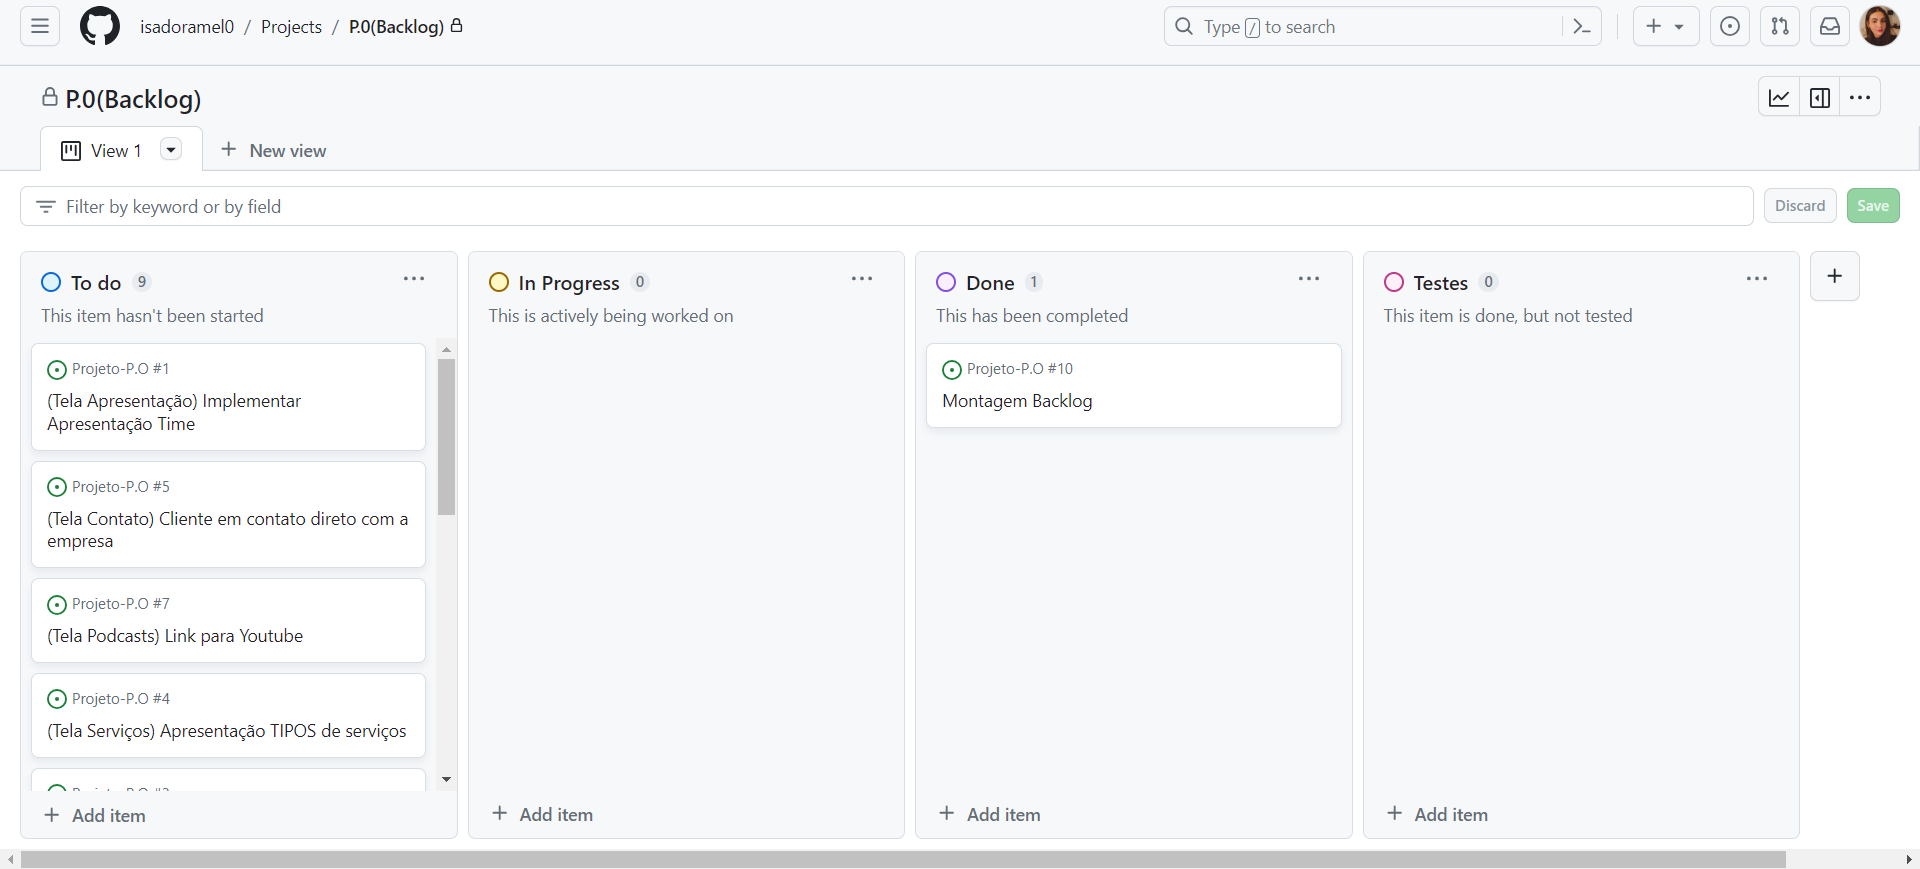 isadoramel0 / Projects / P.0(Backlog)
Type / to search
P.0(Backlog)
View 1
New view
Filter by keyword or by field
Discard
Save
To do 9
This item hasn't been started
Projeto-P.O #1
(Tela Apresentação) Implementar
Apresentação Time
Projeto-P.O #5
(Tela Contato) Cliente em contato direto com a
empresa
Projeto-P.O #7
(Tela Podcasts) Link para Youtube
Projeto-P.O #4
(Tela Serviços) Apresentação TIPOS de serviços
Add item
In Progress 0
This is actively being worked on
Add item
Done 1
This has been completed
Projeto-P.O #10
Montagem Backlog
Add item
Testes 0
This item is done, but not tested
Add item